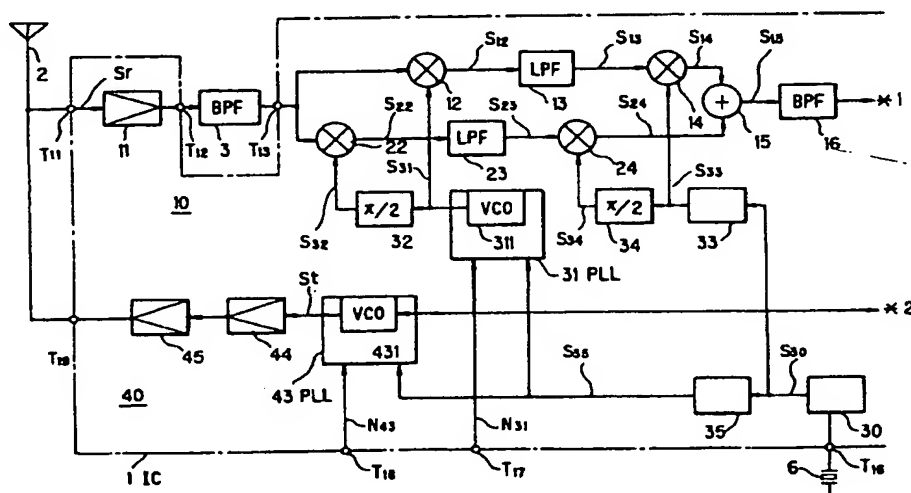 2
Sr
T11
11
T12
BPF
3
T13
10
S12
12
LPF
13
S13
14
S14
15
S15
BPF
16
*1
S22
22
LPF
23
S23
24
S24
S31
S32
π/2
32
VCO
311
31 PLL
S34
π/2
34
S33
33
St
VCO
431
43 PLL
44
45
T19
40
*2
S35
S30
35
30
N43
N31
1 IC
T18
T17
T16
6